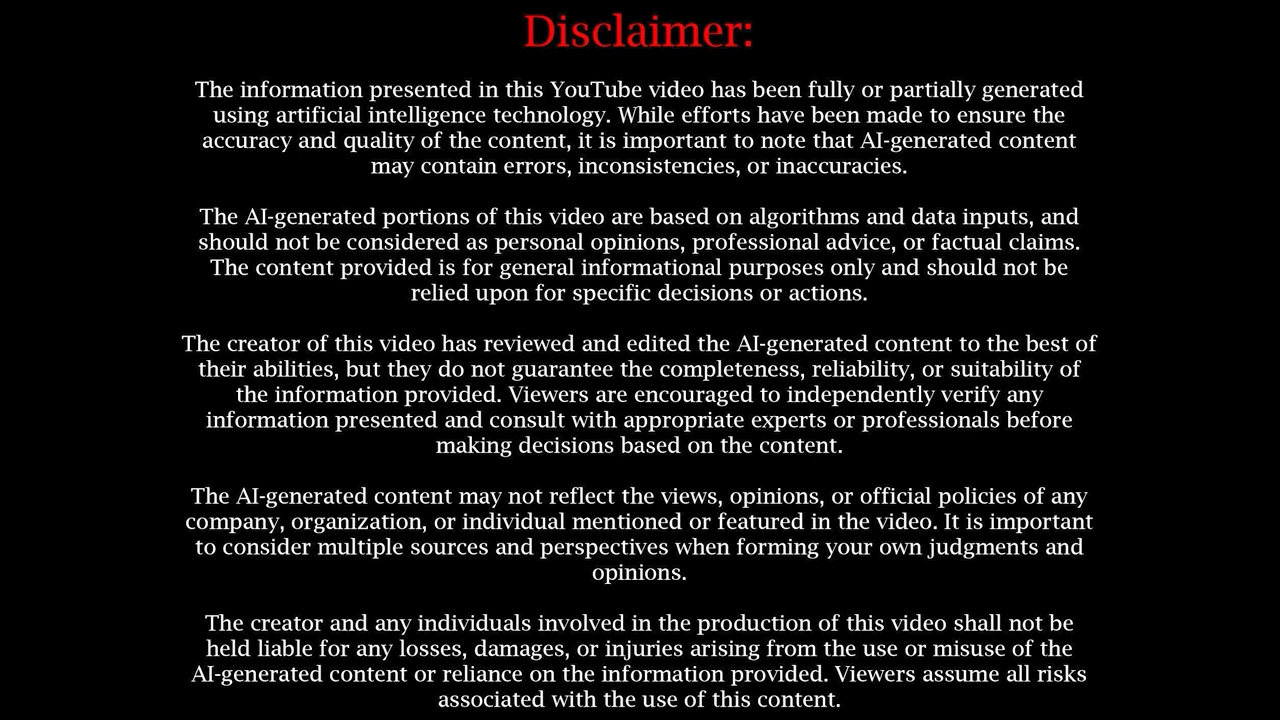 Disclaimer:
The information presented in this YouTube video has been fully or partially generated
using artificial intelligence technology. While efforts have been made to ensure the
accuracy and quality of the content, it is important to note that AI-generated content
may contain errors, inconsistencies, or inaccuracies.
The AI-generated portions of this video are based on algorithms and data inputs, and
should not be considered as personal opinions, professional advice, or factual claims.
The content provided is for general informational purposes only and should not be
relied upon for specific decisions or actions.
The creator of this video has reviewed and edited the AI-generated content to the best of
their abilities, but they do not guarantee the completeness, reliability, or suitability of
the information provided. Viewers are encouraged to independently verify any
information presented and consult with appropriate experts or professionals before
making decisions based on the content.
The AI-generated content may not reflect the views, opinions, or official policies of any
company, organization, or individual mentioned or featured in the video. It is important
to consider multiple sources and perspectives when forming your own judgments and
opinions.
The creator and any individuals involved in the production of this video shall not be
held liable for any losses, damages, or injuries arising from the use or misuse of the
AI-generated content or reliance on the information provided. Viewers assume all risks
associated with the use of this content.